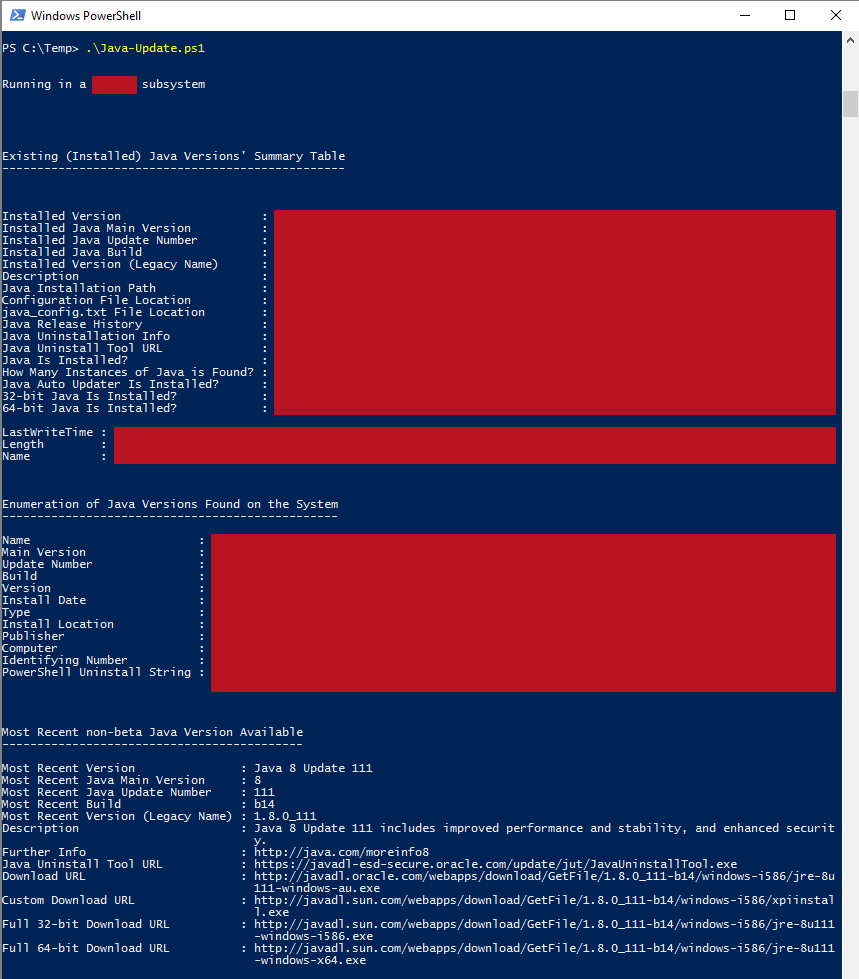 Windows PowerShell
PS C:\Temp> .\Java-Update.ps1
Running in a subsystem
Existing (Installed) Java Versions' Summary Table
-------------------------------------------------
Installed Version :
Installed Java Main Version :
Installed Java Update Number :
Installed Java Build :
Installed Version (Legacy Name) :
Description :
Java Installation Path :
Configuration File Location :
java_config.txt File Location :
Java Release History :
Java Uninstallation Info :
Java Uninstall Tool URL :
Java Is Installed? :
How Many Instances of Java is Found? :
Java Auto Updater Is Installed? :
32-bit Java Is Installed? :
64-bit Java Is Installed? :
LastWriteTime :
Length :
Name :
Enumeration of Java Versions Found on the System
------------------------------------------------
Name :
Main Version :
Update Number :
Build :
Version :
Install Date :
Type :
Install Location :
Publisher :
Computer :
Identifying Number :
PowerShell Uninstall String :
Most Recent non-beta Java Version Available
-------------------------------------------
Most Recent Version : Java 8 Update 111
Most Recent Java Main Version : 8
Most Recent Java Update Number : 111
Most Recent Build : b14
Most Recent Version (Legacy Name) : 1.8.0_111
Description : Java 8 Update 111 includes improved performance and stability, and enhanced securit
y.
Further Info : http://java.com/moreinfo8
Java Uninstall Tool URL : https://javadl-esd-secure.oracle.com/update/jut/JavaUninstallTool.exe
Download URL : http://javadl.oracle.com/webapps/download/GetFile/1.8.0_111-b14/windows-i586/jre-8u
111-windows-au.exe
Custom Download URL : http://javadl.sun.com/webapps/download/GetFile/1.8.0_111-b14/windows-i586/xpiinstal
l.exe
Full 32-bit Download URL : http://javadl.sun.com/webapps/download/GetFile/1.8.0_111-b14/windows-i586/jre-8u111
-windows-i586.exe
Full 64-bit Download URL : http://javadl.sun.com/webapps/download/GetFile/1.8.0_111-b14/windows-i586/jre-8u111
-windows-x64.exe